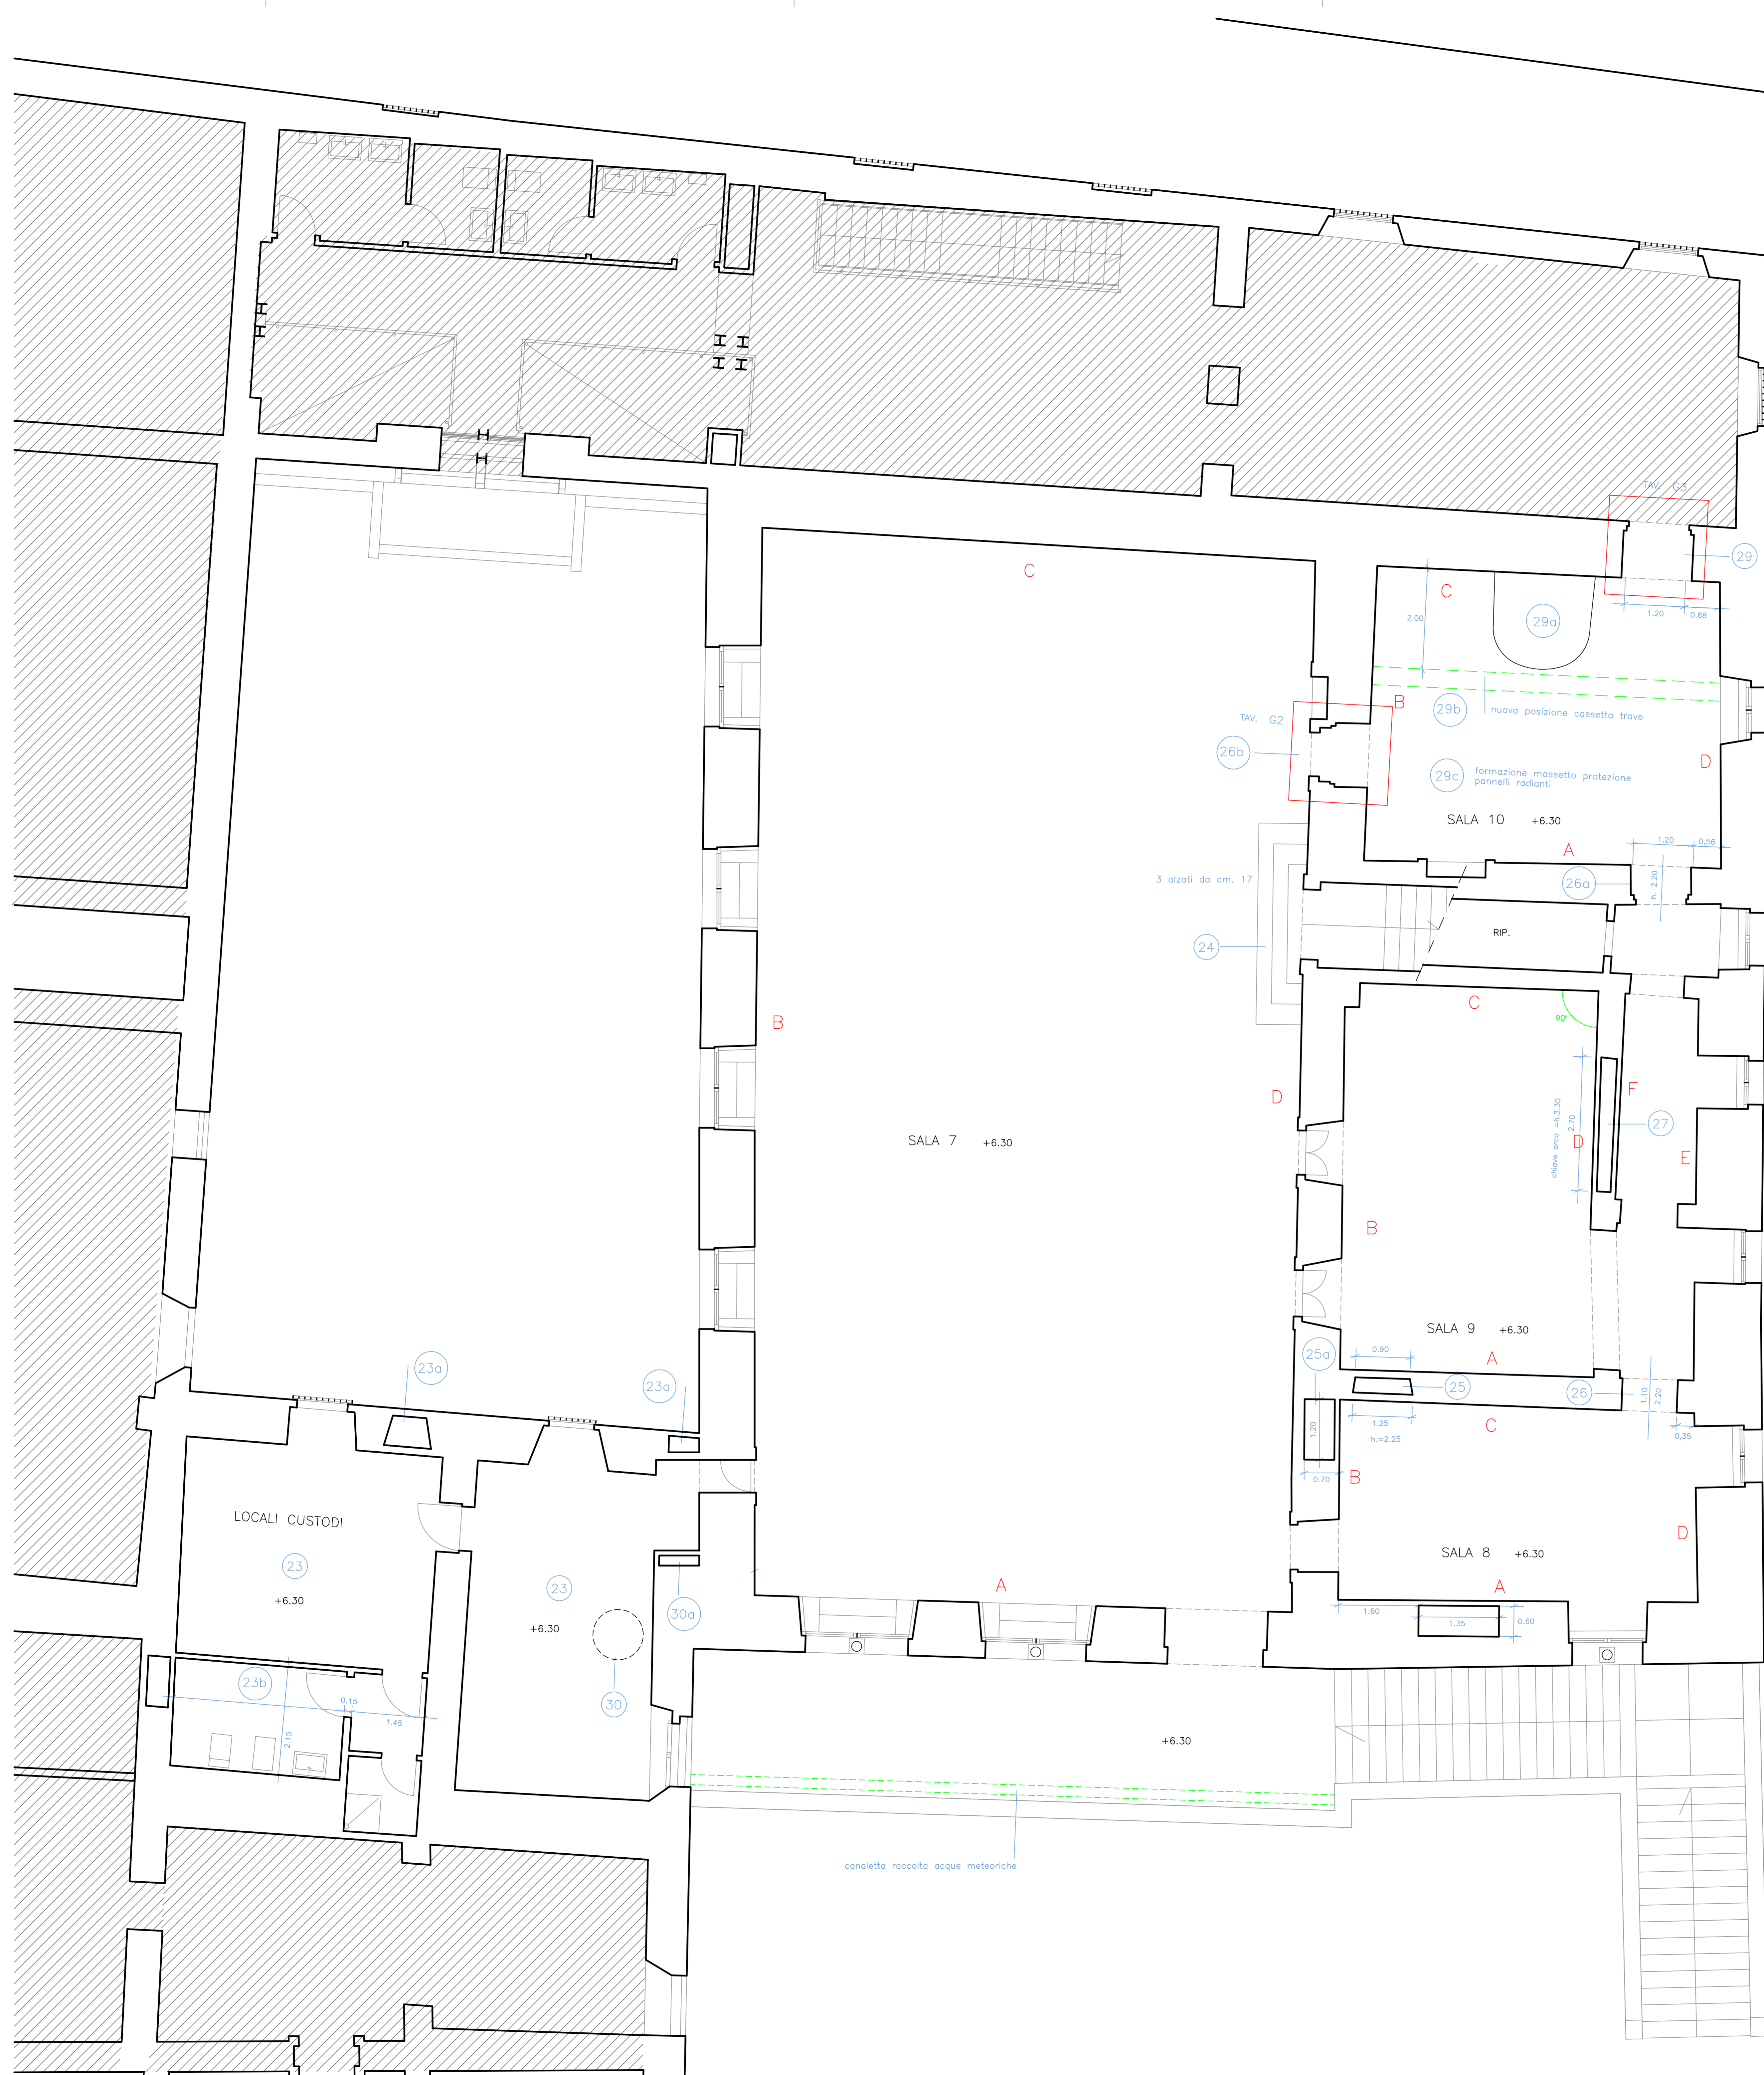 TAV. G3
29
C
C
29a
1.20
0.68
2.00
B
29b
nuova posizione cassetta trave
TAV. G2
26b
D
29c
formazione massetto protezione
pannelli radianti
SALA 10 +6.30
1,20
0,56
A
3 alzati da cm. 17
26a
h. 2.20
RIP.
24
C
90°
B
D
F
chiave arco =h.3.30
2.70
27
D
SALA 7 +6.30
E
B
SALA 9 +6.30
0.90
A
25a
25
26
1.10
2.20
23a
23a
1.25
h.=2.25
1.20
C
0,35
0.70
B
LOCALI CUSTODI
D
SALA 8 +6.30
23
+6.30
23
+6.30
30a
A
A
1.60
1.35
0.60
23b
0.15
1.45
2.15
30
+6.30
canaletta raccolta acque meteoriche